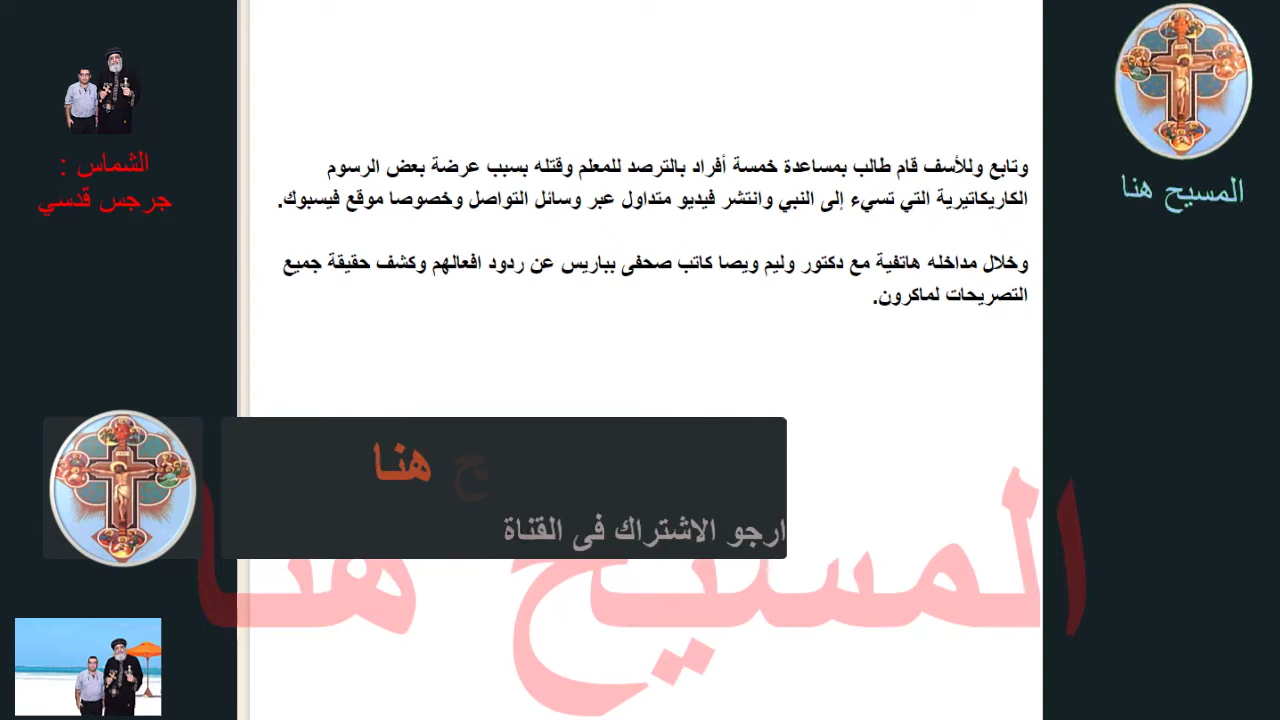 الشماس :
جرجس قدسي
المسيح هنا
وتابع وللأسف قام طالب بمساعدة خمسة أفراد بالترصد للمعلم وقتله بسبب عرضة بعض الرسوم
الكاريكاتيرية التي تسيء إلى النبي وانتشر فيديو متداول عبر وسائل التواصل وخصوصا موقع فيسبوك.
وخلال مداخله هاتفية مع دكتور وليم ويصا كاتب صحفى بباريس عن ردود افعالهم وكشف حقيقة جميع
التصريحات لماكرون.
هنا
ارجو الاشتراك فى القناة
المسيح هنا